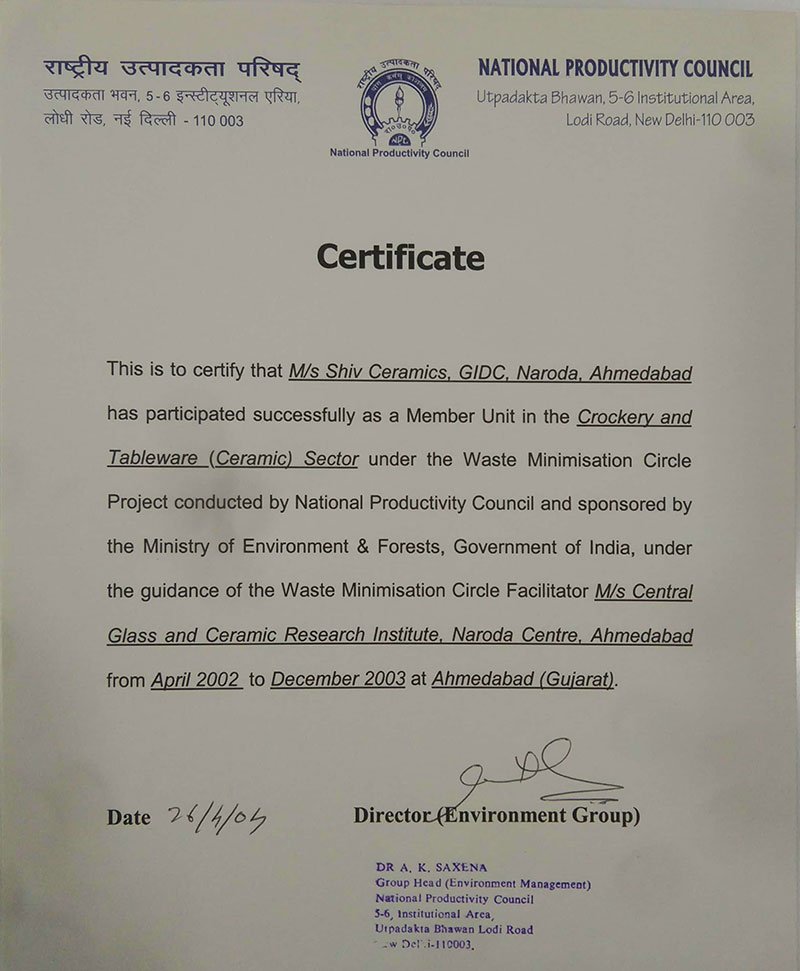 राष्ट्रीय उत्पादकता परिषद्
उत्पादकता भवन, 5-6 इन्स्टीट्यूशनल एरिया,
लोधी रोड, नई दिल्ली - 110 003
राष्ट्रीय उत्पादकता परिषद
NPC
National Productivity Council
NATIONAL PRODUCTIVITY COUNCIL
Utpadakta Bhawan, 5-6 Institutional Area,
Lodi Road, New Delhi-110 003
Certificate
This is to certify that M/s Shiv Ceramics, GIDC, Naroda, Ahmedabad
has participated successfully as a Member Unit in the Crockery and
Tableware (Ceramic) Sector under the Waste Minimisation Circle
Project conducted by National Productivity Council and sponsored by
the Ministry of Environment & Forests, Government of India, under
the guidance of the Waste Minimisation Circle Facilitator M/s Central
Glass and Ceramic Research Institute, Naroda Centre, Ahmedabad
from April 2002 to December 2003 at Ahmedabad (Gujarat).
Date 26/4/04
Director (Environment Group)
DR A. K. SAXENA
Group Head (Environment Management)
National Productivity Council
5-6, Institutional Area,
Utpadakta Bhawan Lodi Road
-110003.